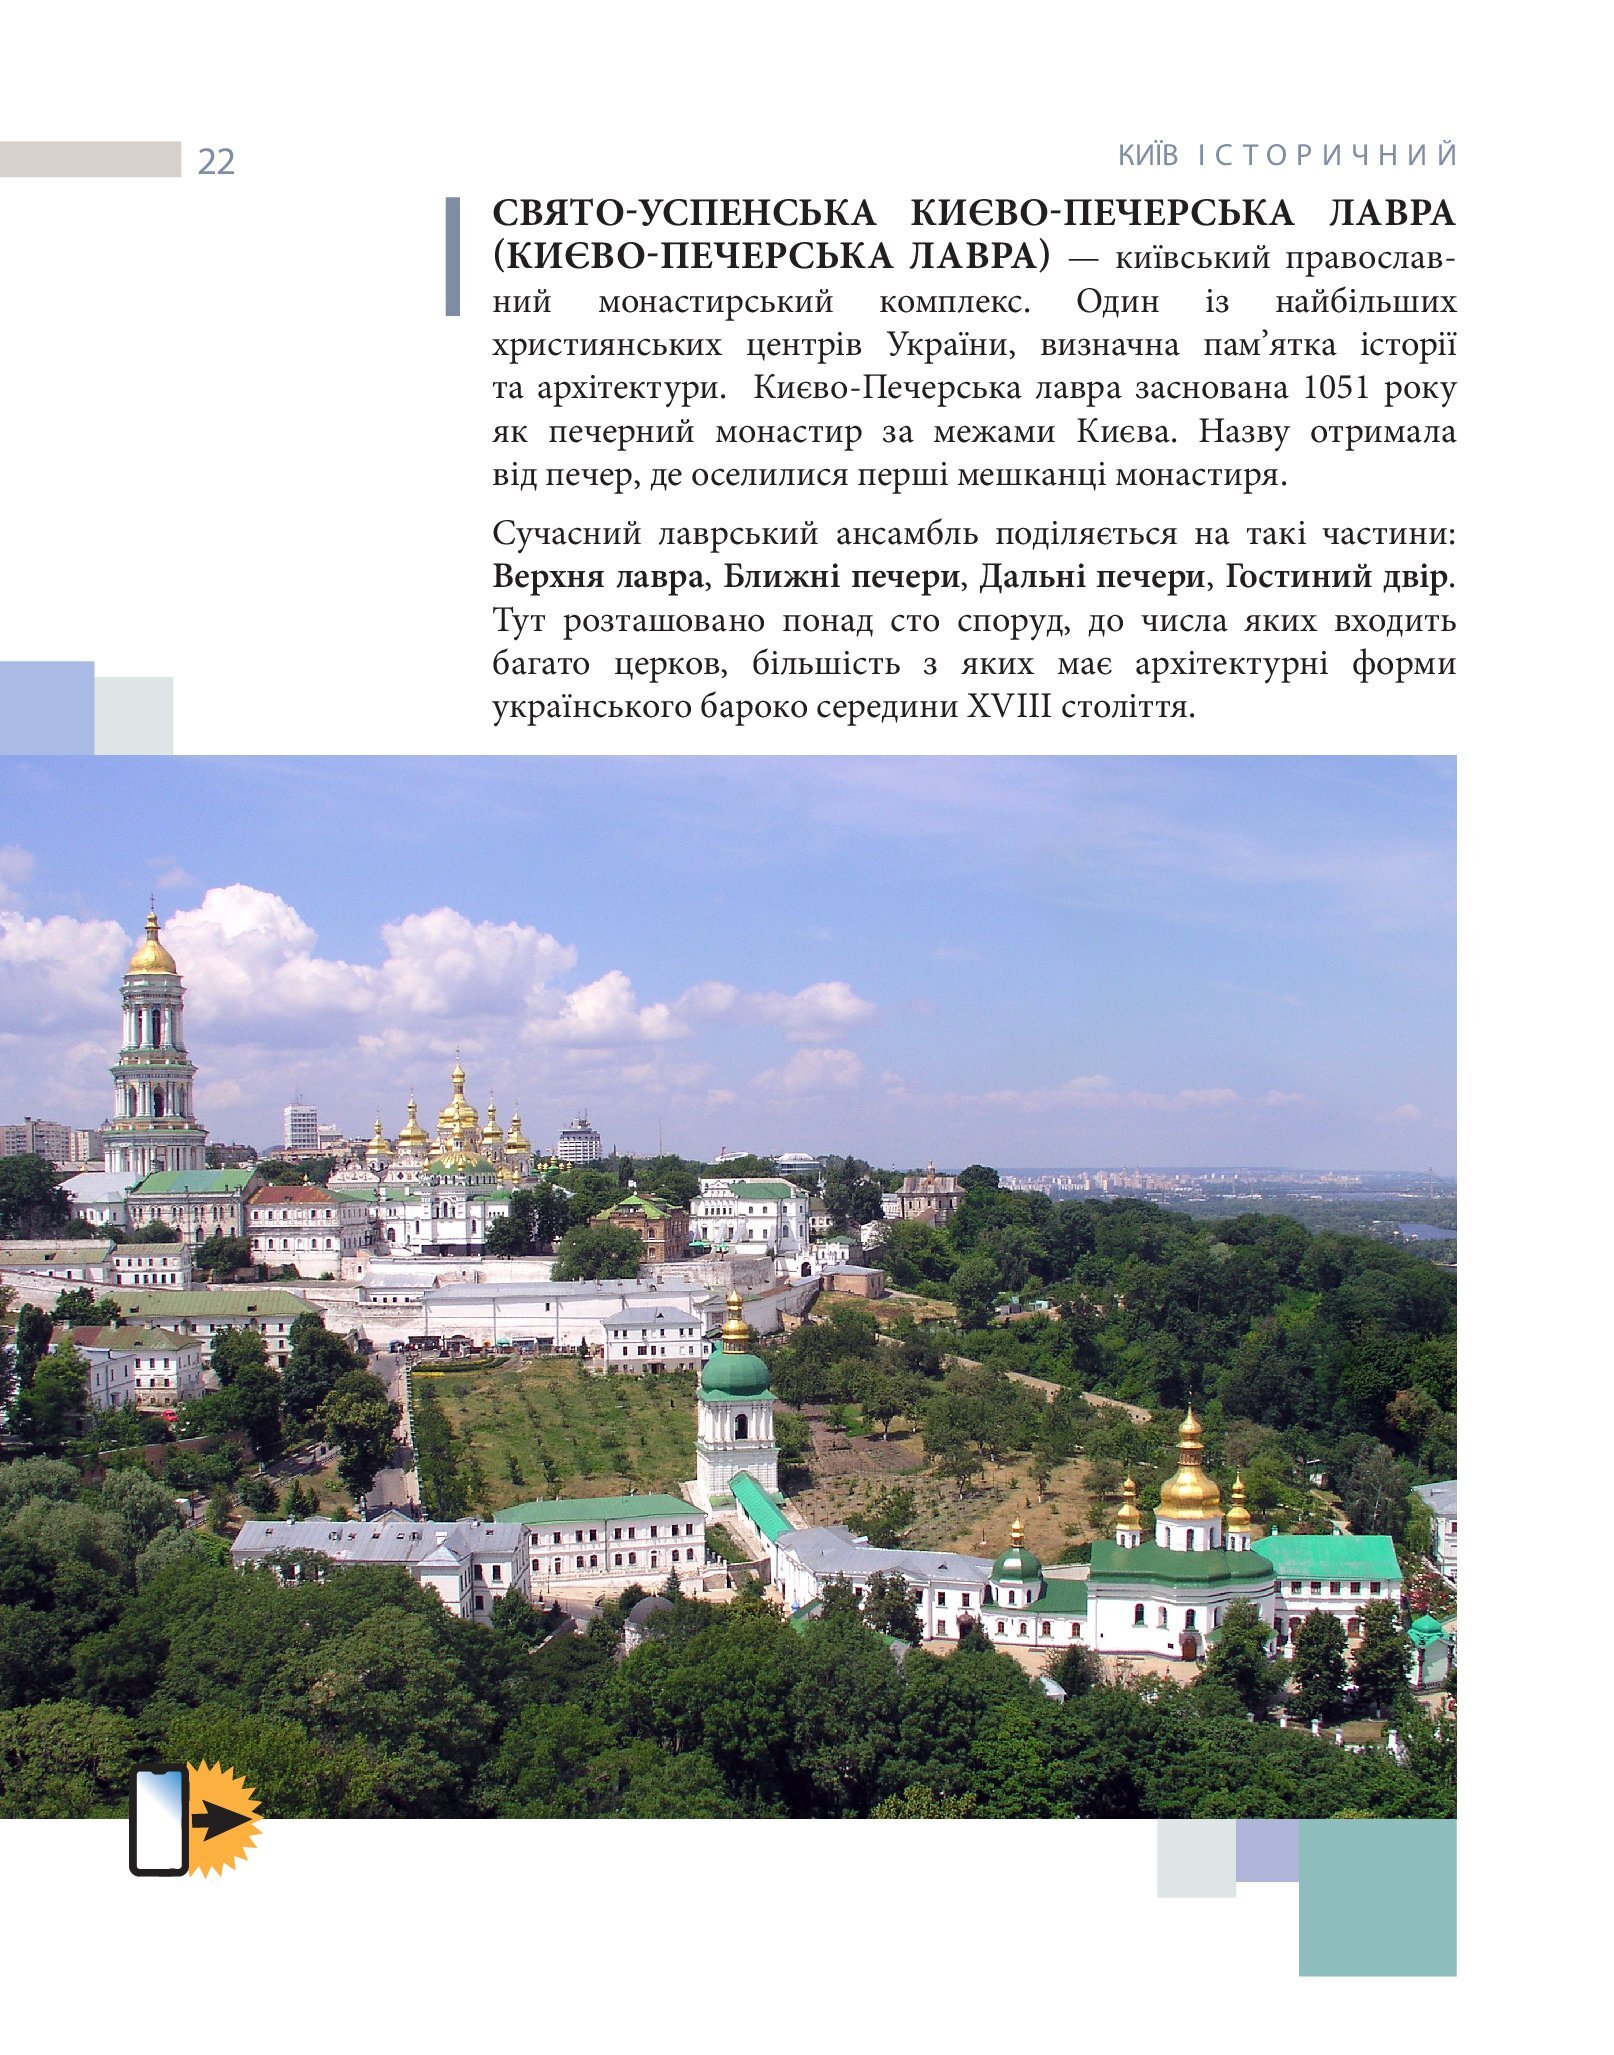 22
КИЇВ ІСТОРИЧНИЙ
СВЯТО-УСПЕНСЬКА КИЄВО-ПЕЧЕРСЬКА ЛАВРА
(КИЄВО-ПЕЧЕРСЬКА ЛАВРА) — київський православ-
ний монастирський комплекс. Один із найбільших
християнських центрів України, визначна пам’ятка історії
та архітектури. Києво-Печерська лавра заснована 1051 року
як печерний монастир за межами Києва. Назву отримала
від печер, де оселилися перші мешканці монастиря.
Сучасний лаврський ансамбль поділяється на такі частини:
Верхня лавра, Ближні печери, Дальні печери, Гостиний двір.
Тут розташовано понад сто споруд, до числа яких входить
багато церков, більшість з яких має архітектурні форми
українського бароко середини XVIII століття.